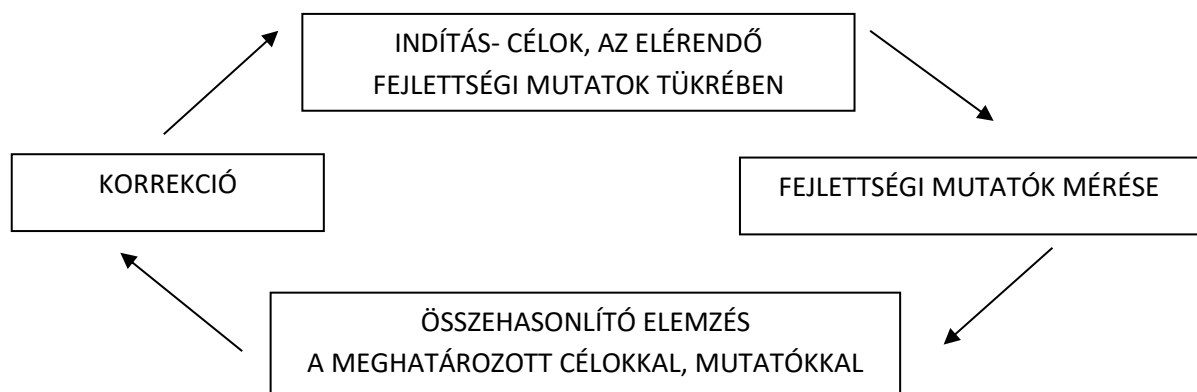 INDÍTÁS- CÉLOK, AZ ELÉRENDŐ
FEJLETTSÉGI MUTATOK TÜKRÉBEN
KORREKCIÓ
FEJLETTSÉGI MUTATÓK MÉRÉSE
ÖSSZEHASONLÍTÓ ELEMZÉS
A MEGHATÁROZOTT CÉLOKKAL, MUTATÓKKAL